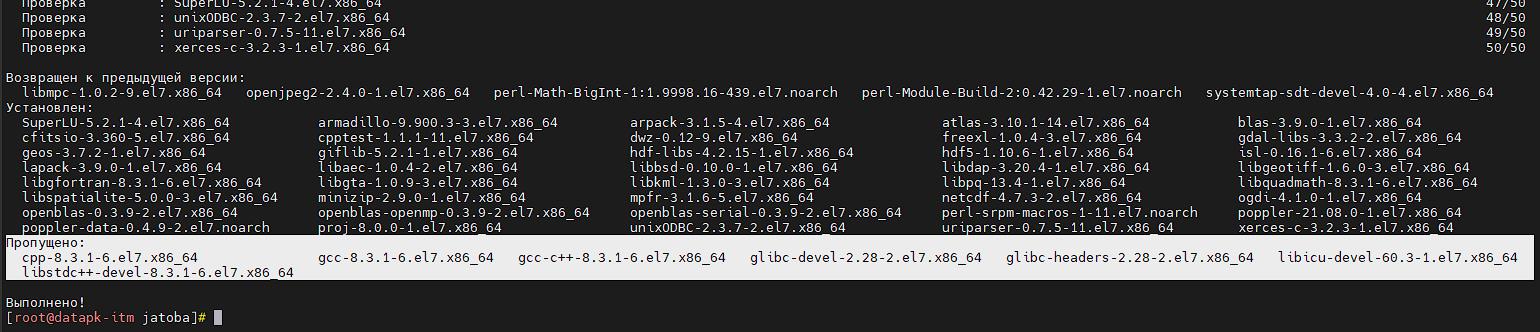 Проверка : SuperLU-5.2.1-4.el7.x86_64 47/50
Проверка : unixODBC-2.3.7-2.el7.x86_64 48/50
Проверка : uriparser-0.7.5-11.el7.x86_64 49/50
Проверка : xerces-c-3.2.3-1.el7.x86_64 50/50
Возвращен к предыдущей версии:
libmpc-1.0.2-9.el7.x86_64 openjpeg2-2.4.0-1.el7.x86_64 perl-Math-BigInt-1:1.9998.16-439.el7.noarch perl-Module-Build-2:0.42.29-1.el7.noarch systemtap-sdt-devel-4.0-4.el7.x86_64
Установлен:
SuperLU-5.2.1-4.el7.x86_64 armadillo-9.900.3-3.el7.x86_64 arpack-3.1.5-4.el7.x86_64 atlas-3.10.1-14.el7.x86_64 blas-3.9.0-1.el7.x86_64
cfitsio-3.360-5.el7.x86_64 cpptest-1.1.1-11.el7.x86_64 dwz-0.12-9.el7.x86_64 freexl-1.0.4-3.el7.x86_64 gdal-libs-3.3.2-2.el7.x86_64
geos-3.7.2-1.el7.x86_64 giflib-5.2.1-1.el7.x86_64 hdf-libs-4.2.15-1.el7.x86_64 hdf5-1.10.6-1.el7.x86_64 isl-0.16.1-6.el7.x86_64
lapack-3.9.0-1.el7.x86_64 libaec-1.0.4-2.el7.x86_64 libbsd-0.10.0-1.el7.x86_64 libdap-3.20.4-1.el7.x86_64 libgeotiff-1.6.0-3.el7.x86_64
libgfortran-8.3.1-6.el7.x86_64 libgta-1.0.9-3.el7.x86_64 libkml-1.3.0-3.el7.x86_64 libpq-13.4-1.el7.x86_64 libquadmath-8.3.1-6.el7.x86_64
libspatialite-5.0.0-3.el7.x86_64 minizip-2.9.0-1.el7.x86_64 mpfr-3.1.6-5.el7.x86_64 netcdf-4.7.3-2.el7.x86_64 ogdi-4.1.0-1.el7.x86_64
openblas-0.3.9-2.el7.x86_64 openblas-openmp-0.3.9-2.el7.x86_64 openblas-serial-0.3.9-2.el7.x86_64 perl-srpm-macros-1-11.el7.noarch poppler-21.08.0-1.el7.x86_64
poppler-data-0.4.9-2.el7.noarch proj-8.0.0-1.el7.x86_64 unixODBC-2.3.7-2.el7.x86_64 uriparser-0.7.5-11.el7.x86_64 xerces-c-3.2.3-1.el7.x86_64
Пропущено:
cpp-8.3.1-6.el7.x86_64 gcc-8.3.1-6.el7.x86_64 gcc-c++-8.3.1-6.el7.x86_64 glibc-devel-2.28-2.el7.x86_64 glibc-headers-2.28-2.el7.x86_64 libicu-devel-60.3-1.el7.x86_64
libstdc++-devel-8.3.1-6.el7.x86_64
Выполнено!
[root@datapk-itm jatoba]#